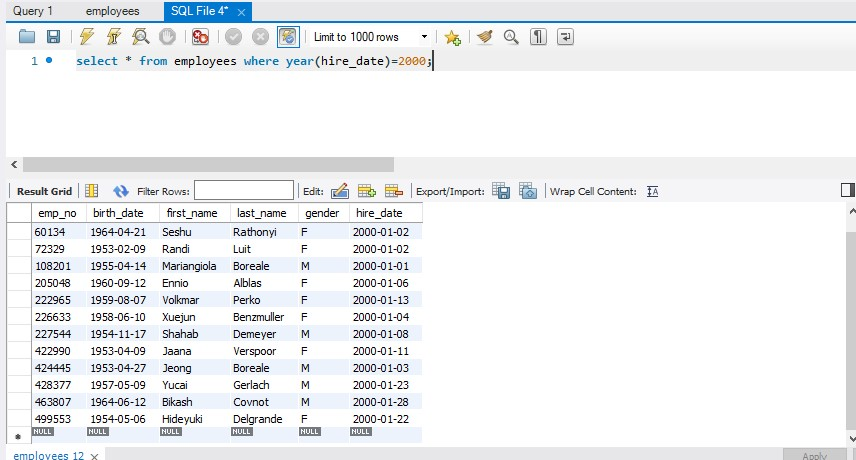 Query 1 employees SQL File 4* ×
Limit to 1000 rows
1 select * from employees where year(hire_date)=2000;
Result Grid Filter Rows: Edit: Export/Import: Wrap Cell Content: IA
emp_no birth_date first_name last_name gender hire_date
60134 1964-04-21 Seshu Rathonyi F 2000-01-02
72329 1953-02-09 Randi Luit F 2000-01-02
108201 1955-04-14 Mariangiola Boreale M 2000-01-01
205048 1960-09-12 Ennio Alblas F 2000-01-06
222965 1959-08-07 Volkmar Perko F 2000-01-13
226633 1958-06-10 Xuejun Benzmuller F 2000-01-04
227544 1954-11-17 Shahab Demeyer M 2000-01-08
422990 1953-04-09 Jaana Verspoor F 2000-01-11
424445 1953-04-27 Jeong Boreale M 2000-01-03
428377 1957-05-09 Yucai Gerlach M 2000-01-23
463807 1964-06-12 Bikash Covnot M 2000-01-28
499553 1954-05-06 Hideyuki Delgrande F 2000-01-22
NULL NULL NULL NULL NULL NULL
employees 12 × Apply